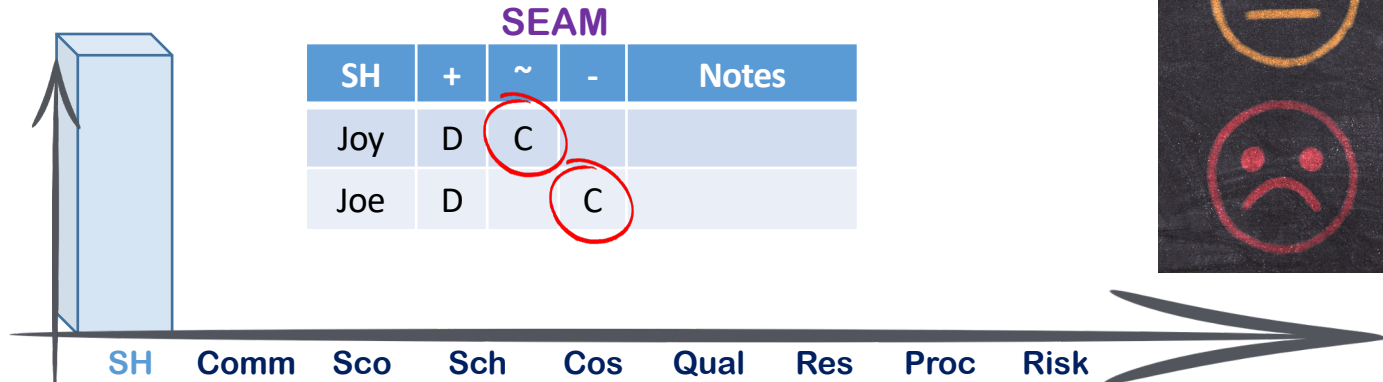 SEAM
SH + ~ - Notes
Joy D C
Joe D C
SH Comm Sco Sch Cos Qual Res Proc Risk